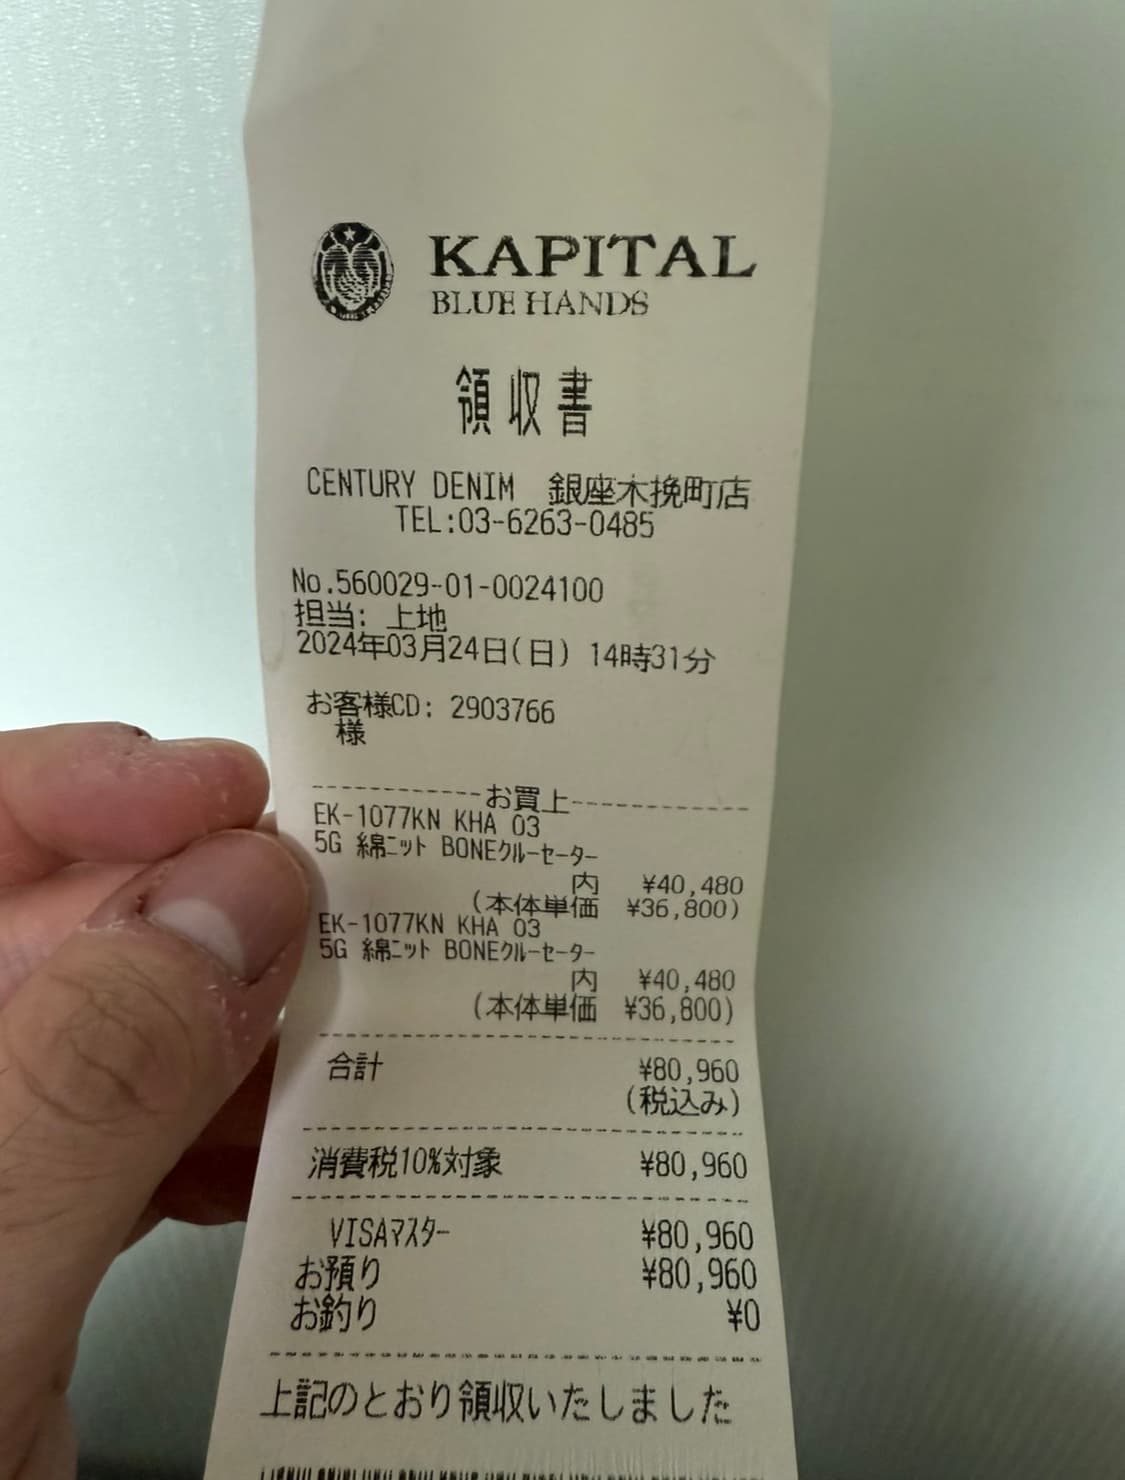 KAPITAL
BLUE HANDS
領収書
CENTURY DENIM 銀座木挽町店
TEL:03-6263-0485
No.560029-01-0024100
担当: 上地
2024年03月24日(日) 14時31分
お客様CD: 2903766
様
お買上
EK-1077KN KHA 03
5G 綿ニット BONEクルーセーター
内 ¥40,480
(本体単価 ¥36,800)
EK-1077KN KHA 03
5G 綿ニット BONEクルーセーター
内 ¥40,480
(本体単価 ¥36,800)
合計 ¥80,960
(税込み)
消費税10%対象 ¥80,960
VISAマスター ¥80,960
お預り ¥80,960
お釣り ¥0
上記のとおり領収いたしました